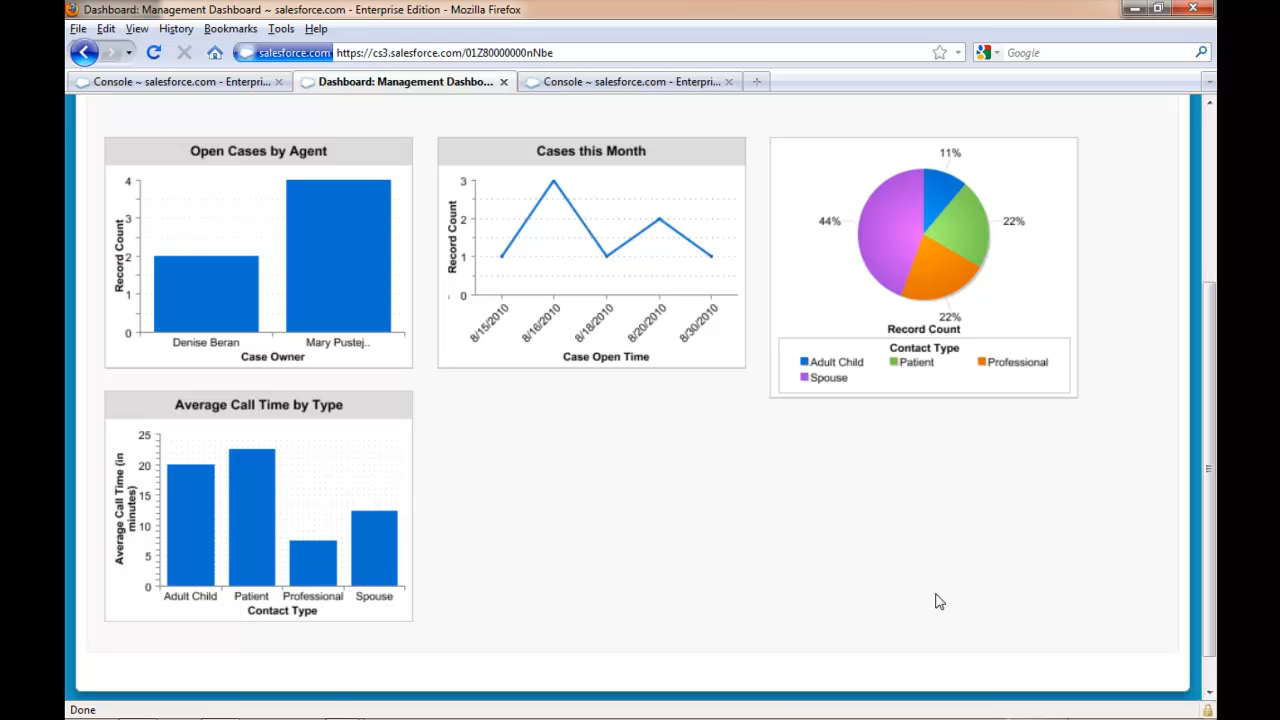 Dashboard: Management Dashboard ~ salesforce.com - Enterprise Edition - Mozilla Firefox
File Edit View History Bookmarks Tools Help
salesforce.com https://cs3.salesforce.com/01Z80000000nNbe
Google
Console ~ salesforce.com - Enterpri...
Dashboard: Management Dashbo...
Console ~ salesforce.com - Enterpri...
Open Cases by Agent
4
3
2
1
0
Record Count
Denise Beran
Mary Pustej..
Case Owner
Cases this Month
3
2
1
0
Record Count
8/15/2010
8/16/2010
8/18/2010
8/20/2010
8/30/2010
Case Open Time
11%
44%
22%
22%
Record Count
Contact Type
Adult Child Patient Professional
Spouse
Average Call Time by Type
25
20
15
10
5
0
Average Call Time (in
minutes)
Adult Child Patient Professional Spouse
Contact Type
Done